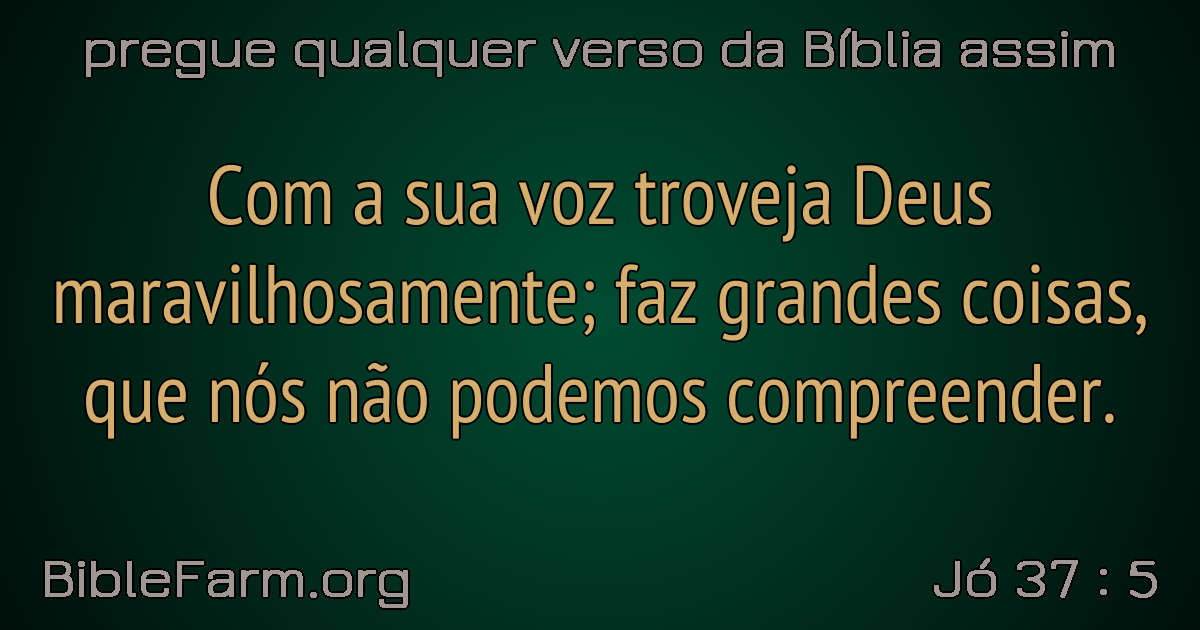 pregue qualquer verso da Bíblia assim
Com a sua voz troveja Deus
maravilhosamente; faz grandes coisas,
que nós não podemos compreender.
BibleFarm.org
Jó 37 : 5